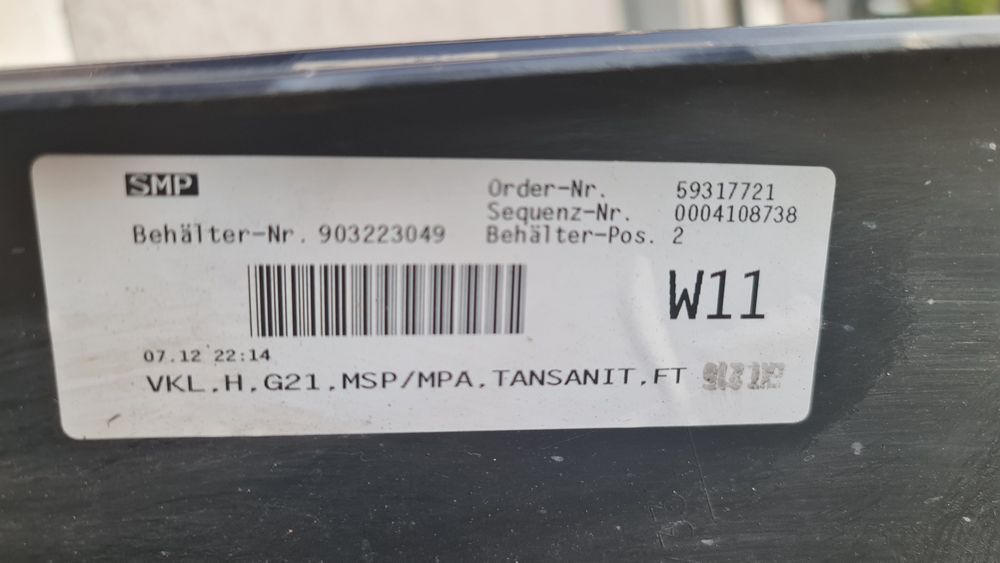 SMP
Order-Nr. 59317721
Sequenz-Nr. 0004108738
Behälter-Nr. 903223049 Behälter-Pos. 2
W11
07.12 22:14
VKL,H,G21,MSP/MPA,TANSANIT,FT